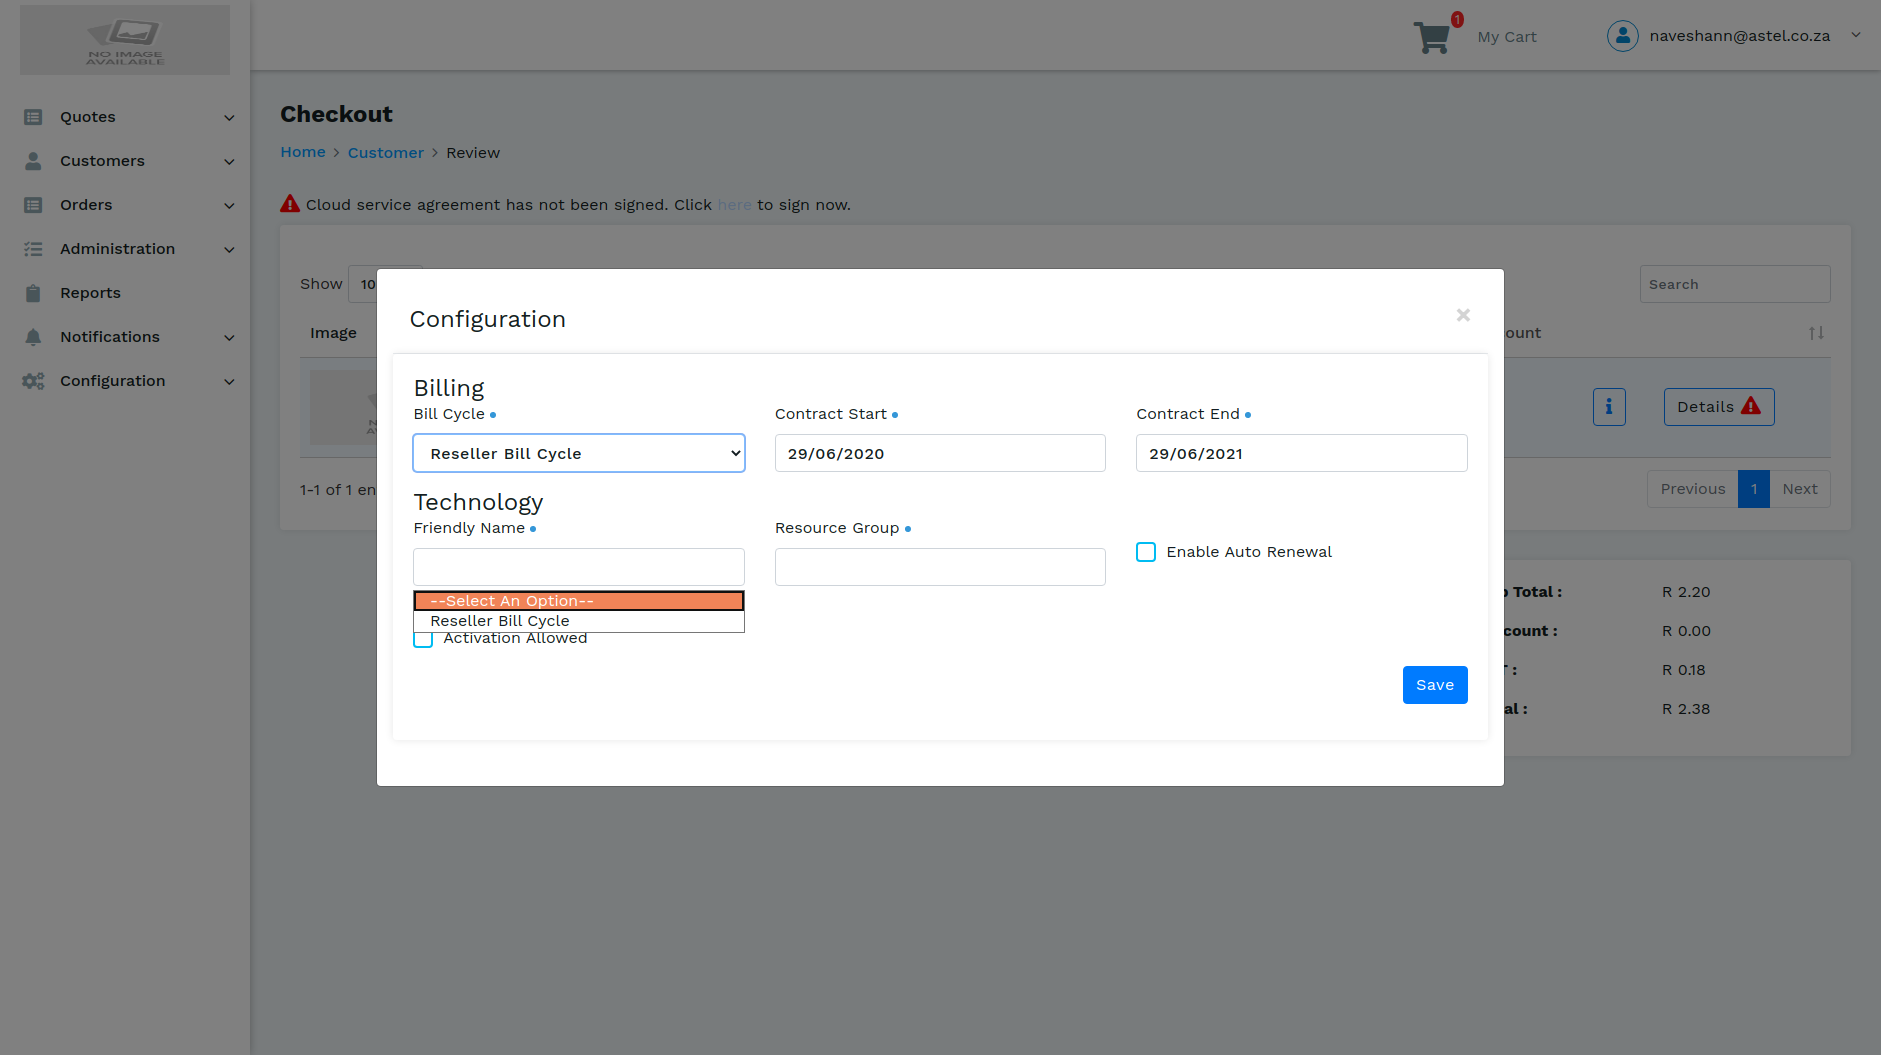 NO IMAGE
AVAILABLE
1
My Cart
naveshann@astel.co.za
Quotes
Customers
Orders
Administration
Reports
Notifications
Configuration
Checkout
Home > Customer > Review
Cloud service agreement has not been signed. Click here to sign now.
Show 10
Search
Image
ount
Details
1-1 of 1 en
Previous 1 Next
Total :
R 2.20
count :
R 0.00
:
R 0.18
al :
R 2.38
Configuration
×
Billing
Bill Cycle
Contract Start
Contract End
Reseller Bill Cycle
29/06/2020
29/06/2021
Technology
Friendly Name
Resource Group
Enable Auto Renewal
--Select An Option--
Reseller Bill Cycle
Activation Allowed
Save